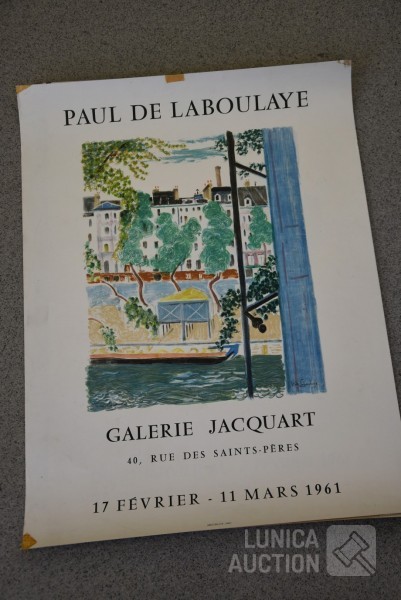 PAUL DE LABOULAYE
GALERIE JACQUART
40, RUE DES SAINTS-PÈRES
17 FÉVRIER - 11 MARS 1961
LUNICA
AUCTION